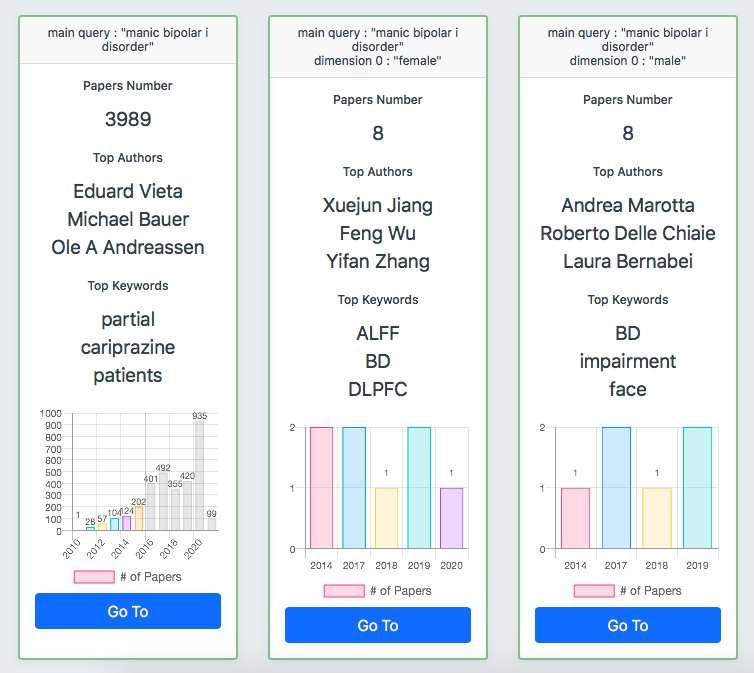 main query : "manic bipolar i
disorder"
Papers Number
3989
Top Authors
Eduard Vieta
Michael Bauer
Ole A Andreassen
Top Keywords
partial
cariprazine
patients
1000
900
800
700
600
500
400
300
200
100
0
1
28
57
104
124
202
401
492
355
420
935
99
2010
2012
2014
2016
2018
2020
# of Papers
Go To
main query : "manic bipolar i
disorder"
dimension 0 : "female"
Papers Number
8
Top Authors
Xuejun Jiang
Feng Wu
Yifan Zhang
Top Keywords
ALFF
BD
DLPFC
2
1
0
1
1
2014 2017 2018 2019 2020
# of Papers
Go To
main query : "manic bipolar i
disorder"
dimension 0 : "male"
Papers Number
8
Top Authors
Andrea Marotta
Roberto Delle Chiaie
Laura Bernabei
Top Keywords
BD
impairment
face
2
1
0
1
1
2014 2017 2018 2019
# of Papers
Go To